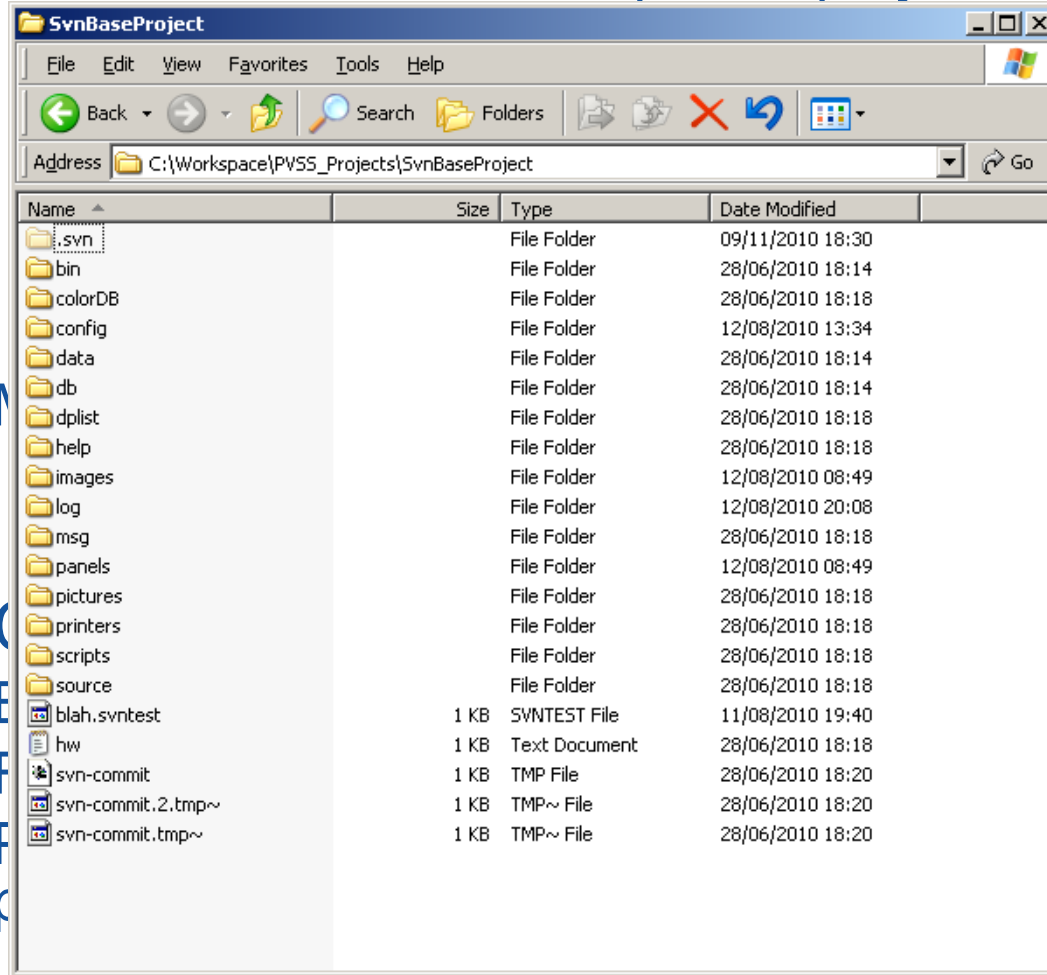 SvnBaseProject
File Edit View Favorites Tools Help
Back Search Folders
Address C:\Workspace\PVSS_Projects\SvnBaseProject Go
Name Size Type Date Modified
.svn File Folder 09/11/2010 18:30
bin File Folder 28/06/2010 18:14
colorDB File Folder 28/06/2010 18:18
config File Folder 12/08/2010 13:34
data File Folder 28/06/2010 18:14
db File Folder 28/06/2010 18:14
dplist File Folder 28/06/2010 18:18
help File Folder 28/06/2010 18:18
images File Folder 12/08/2010 08:49
log File Folder 12/08/2010 20:08
msg File Folder 28/06/2010 18:18
panels File Folder 12/08/2010 08:49
pictures File Folder 28/06/2010 18:18
printers File Folder 28/06/2010 18:18
scripts File Folder 28/06/2010 18:18
source File Folder 28/06/2010 18:18
blah.svntest 1 KB SVNTEST File 11/08/2010 19:40
hw 1 KB Text Document 28/06/2010 18:18
svn-commit 1 KB TMP File 28/06/2010 18:20
svn-commit.2.tmp~ 1 KB TMP~ File 28/06/2010 18:20
svn-commit.tmp~ 1 KB TMP~ File 28/06/2010 18:20